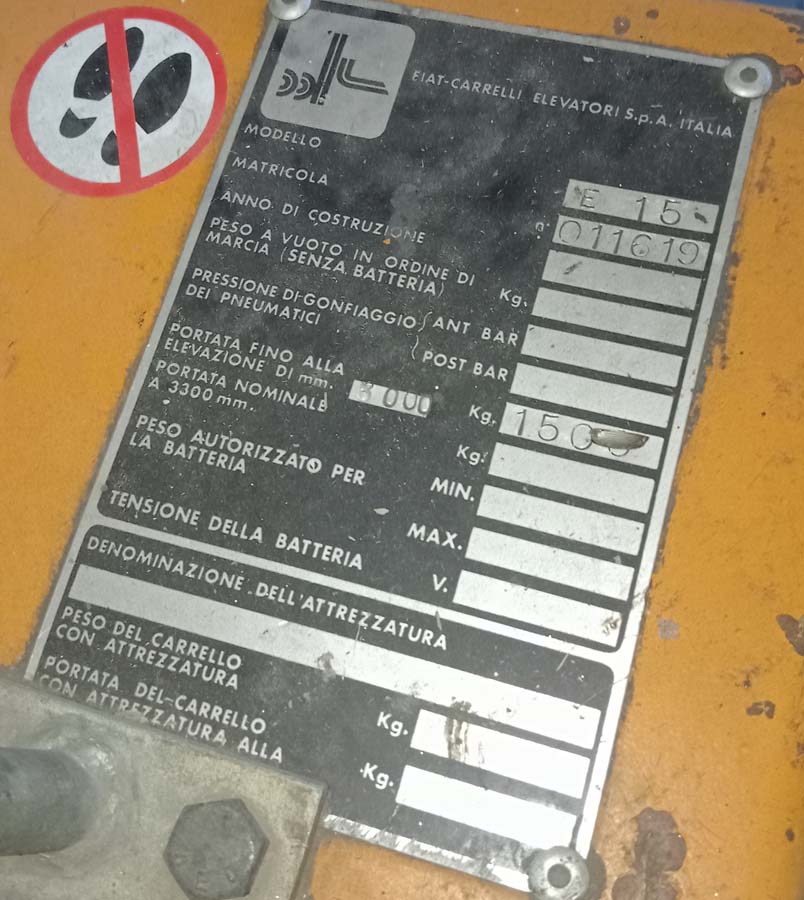 FIAT-CARRELLI ELEVATORI S.p.A. ITALIA
MODELLO E 15
MATRICOLA n. 011619
ANNO DI COSTRUZIONE
PESO A VUOTO IN ORDINE DI
MARCIA (SENZA BATTERIA) Kg.
PRESSIONE DI GONFIAGGIO ANT BAR
DEI PNEUMATICI POST BAR
PORTATA FINO ALLA
ELEVAZIONE DI mm. 3000 Kg. 1500
PORTATA NOMINALE
A 3300 mm. Kg.
PESO AUTORIZZATO PER MIN.
LA BATTERIA MAX.
TENSIONE DELLA BATTERIA V.
DENOMINAZIONE DELL'ATTREZZATURA
PESO DEL CARRELLO
CON ATTREZZATURA Kg.
PORTATA DEL CARRELLO
CON ATTREZZATURA ALLA Kg.